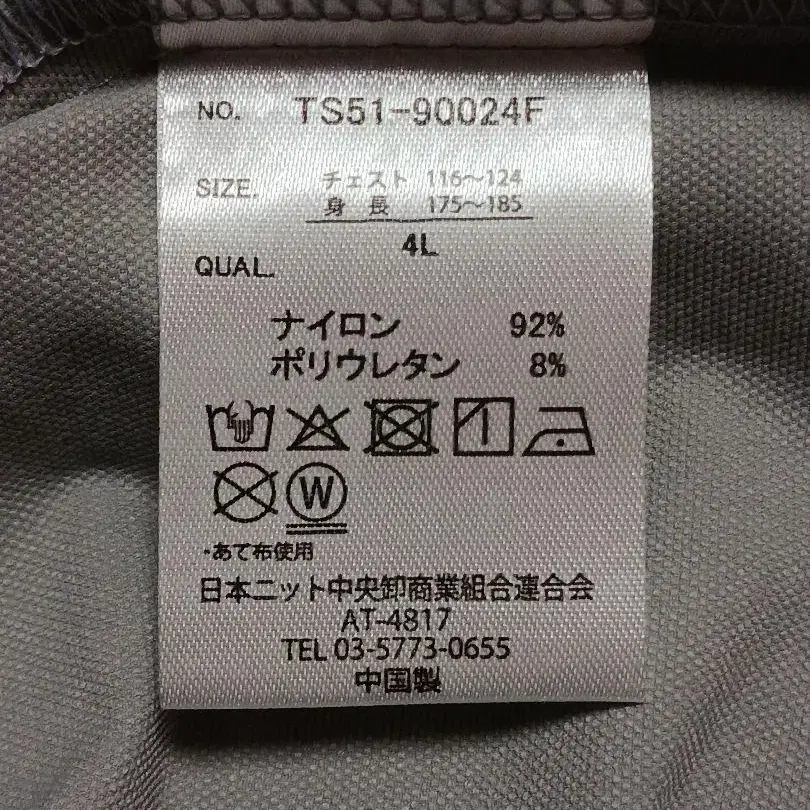 NO. TS51-90024F
SIZE. チェスト 116〜124
身長 175〜185
4L
QUAL.
ナイロン 92%
ポリウレタン 8%
W
・あて布使用
日本ニット中央卸商業組合連合会
AT-4817
TEL 03-5773-0655
中国製